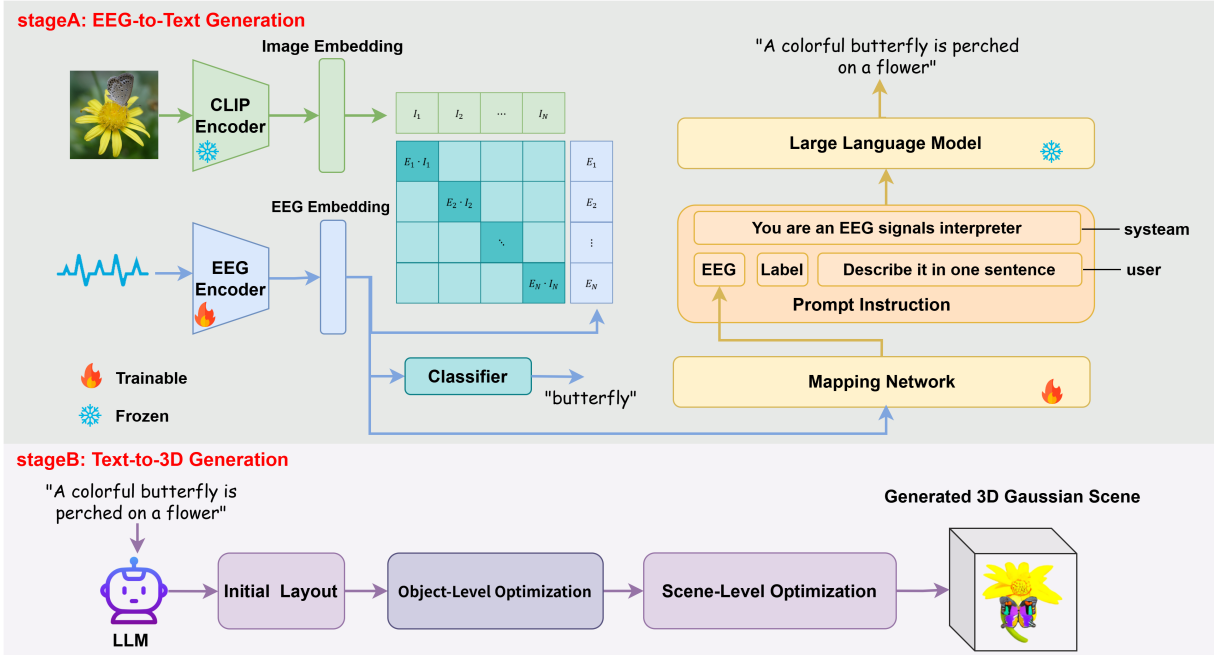 stageA: EEG-to-Text Generation
Image Embedding
CLIP
Encoder
I₁ I₂ ... I_N
E₁ · I₁
E₂ · I₂
⋱
E_N · I_N
E₁
E₂
⋮
E_N
EEG Embedding
EEG
Encoder
Trainable
Frozen
Classifier
"butterfly"
"A colorful butterfly is perched
on a flower"
Large Language Model
You are an EEG signals interpreter
systeam
EEG Label Describe it in one sentence
user
Prompt Instruction
Mapping Network
stageB: Text-to-3D Generation
"A colorful butterfly is
perched on a flower"
LLM
Initial Layout
Object-Level Optimization
Scene-Level Optimization
Generated 3D Gaussian Scene